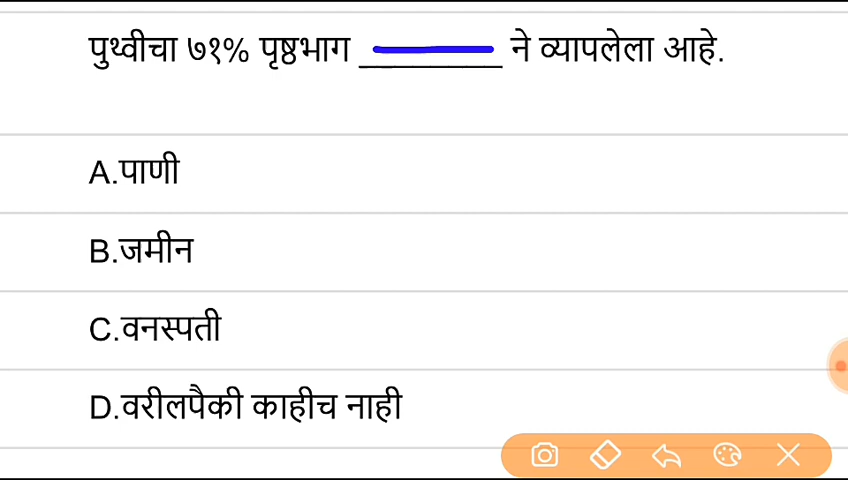 पुथ्वीचा ७१% पृष्ठभाग ________ ने व्यापलेला आहे.
A.पाणी
B.जमीन
C.वनस्पती
D.वरीलपैकी काहीच नाही